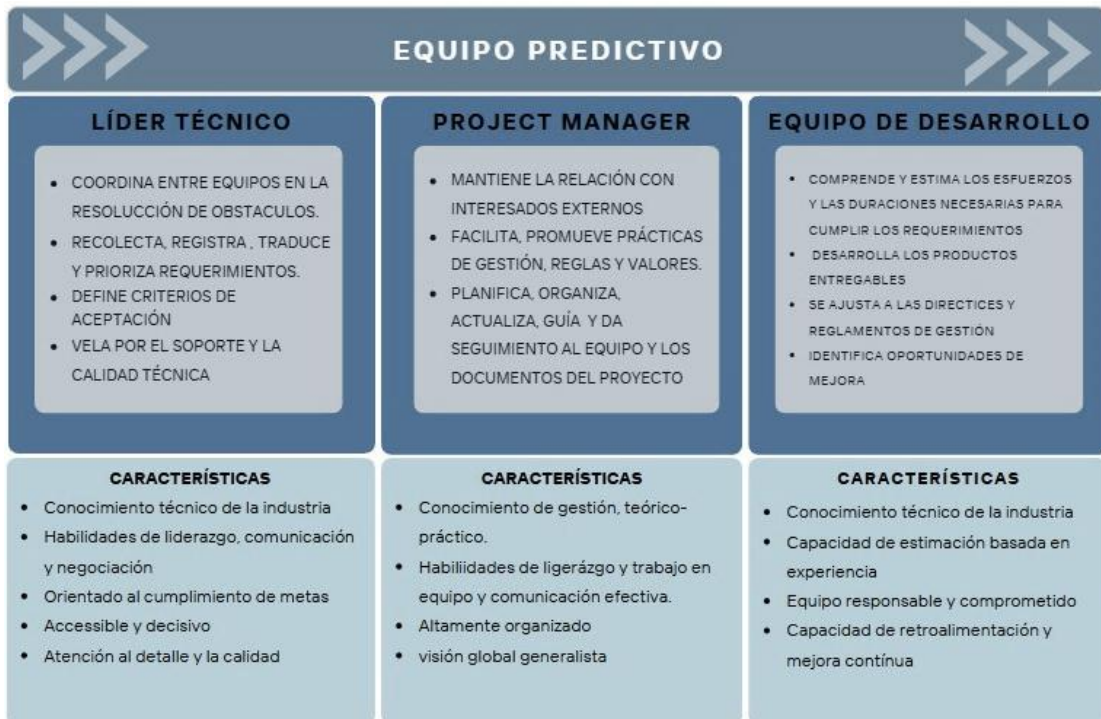 EQUIPO PREDICTIVO
LÍDER TÉCNICO
• COORDINA ENTRE EQUIPOS EN LA
RESOLUCCIÓN DE OBSTACULOS.
• RECOLECTA, REGISTRA , TRADUCE
Y PRIORIZA REQUERIMIENTOS.
• DEFINE CRITERIOS DE
ACEPTACIÓN
• VELA POR EL SOPORTE Y LA
CALIDAD TÉCNICA
PROJECT MANAGER
• MANTIENE LA RELACIÓN CON
INTERESADOS EXTERNOS
• FACILITA, PROMUEVE PRÁCTICAS
DE GESTIÓN, REGLAS Y VALORES.
• PLANIFICA, ORGANIZA,
ACTUALIZA, GUÍA Y DA
SEGUIMIENTO AL EQUIPO Y LOS
DOCUMENTOS DEL PROYECTO
EQUIPO DE DESARROLLO
• COMPRENDE Y ESTIMA LOS ESFUERZOS
Y LAS DURACIONES NECESARIAS PARA
CUMPLIR LOS REQUERIMIENTOS
• DESARROLLA LOS PRODUCTOS
ENTREGABLES
• SE AJUSTA A LAS DIRECTICES Y
REGLAMENTOS DE GESTIÓN
• IDENTIFICA OPORTUNIDADES DE
MEJORA
CARACTERÍSTICAS
• Conocimiento técnico de la industria
• Habilidades de liderazgo, comunicación
y negociación
• Orientado al cumplimiento de metas
• Accessible y decisivo
• Atención al detalle y la calidad
CARACTERÍSTICAS
• Conocimiento de gestión, teórico-
práctico.
• Habiliidades de ligerázgo y trabajo en
equipo y comunicación efectiva.
• Altamente organizado
• visión global generalista
CARACTERÍSTICAS
• Conocimiento técnico de la industria
• Capacidad de estimación basada en
experiencia
• Equipo responsable y comprometido
• Capacidad de retroalimentación y
mejora contínua